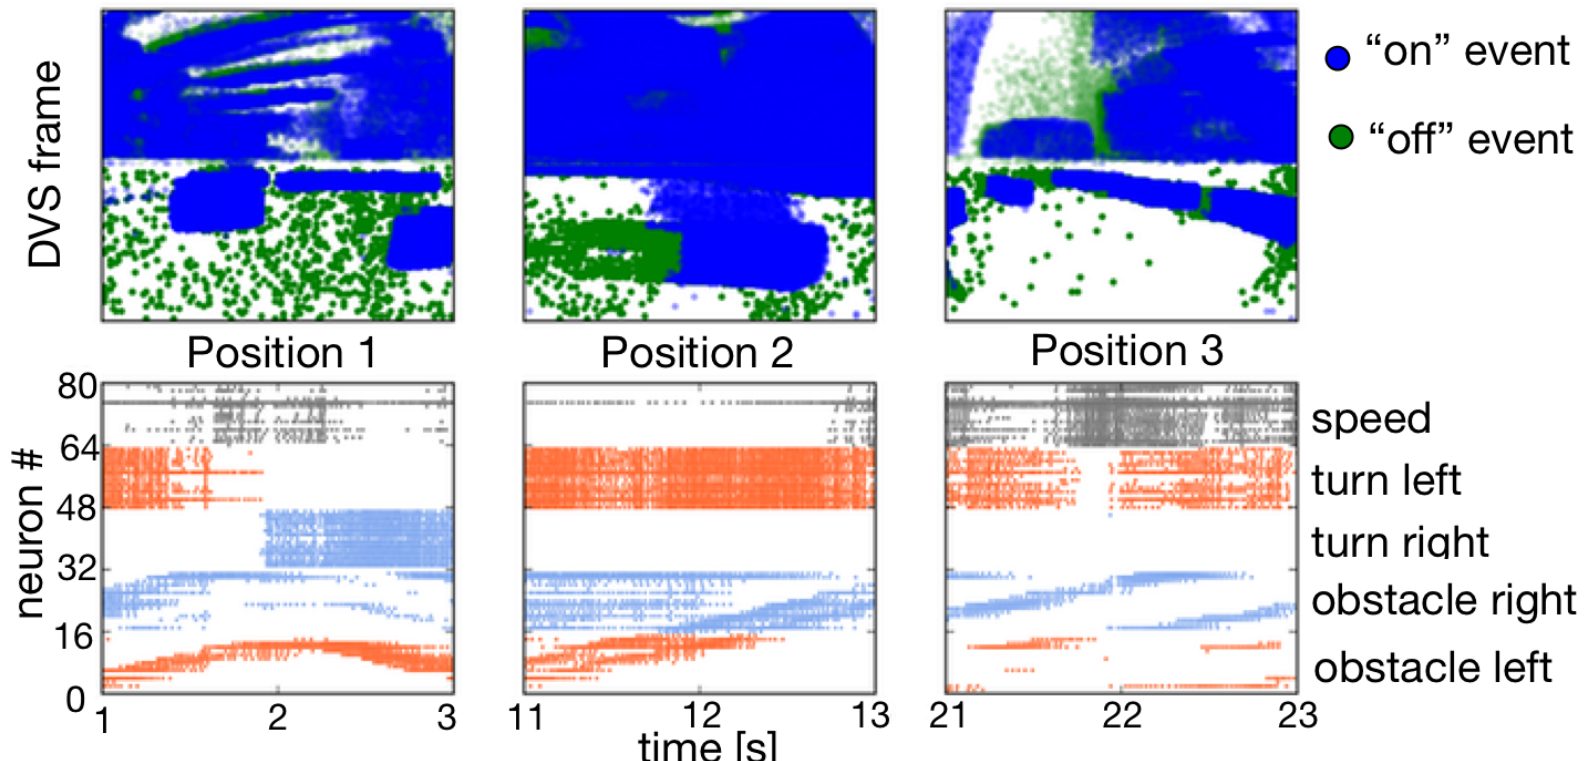 DVS frame
“on” event
“off” event
Position 1
Position 2
Position 3
neuron #
80
64
48
32
16
0
speed
turn left
turn right
obstacle right
obstacle left
1
2
3
11
12
13
21
22
23
time [s]